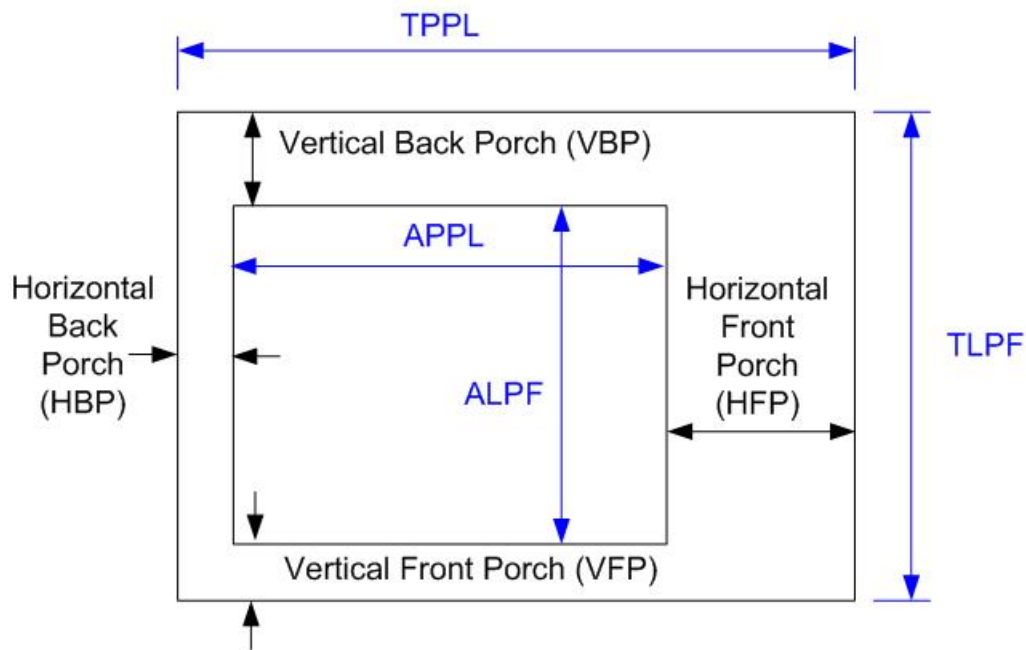 TPPL
Vertical Back Porch (VBP)
APPL
Horizontal
Back
Porch
(HBP)
ALPF
Horizontal
Front
Porch
(HFP)
TLPF
Vertical Front Porch (VFP)